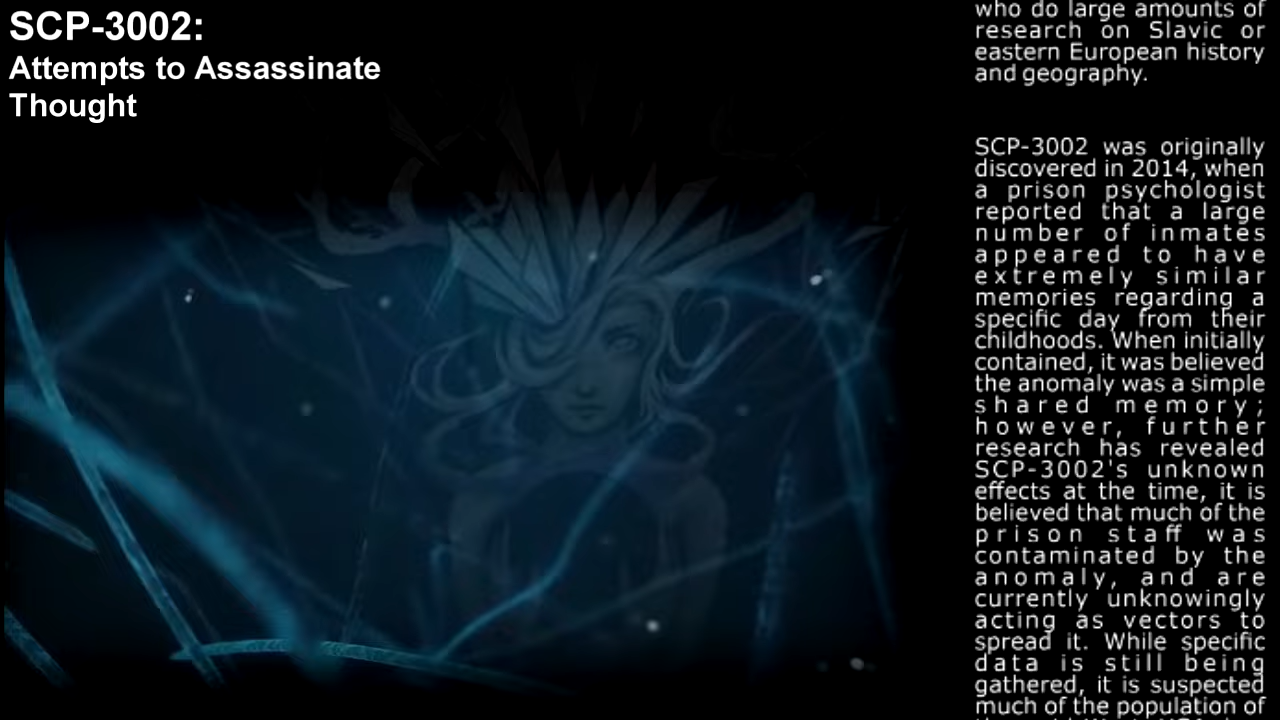 SCP-3002:
Attempts to Assassinate
Thought
who do large amounts of
research on Slavic or
eastern European history
and geography.
SCP-3002 was originally
discovered in 2014, when
a prison psychologist
reported that a large
number of inmates
appeared to have
extremely similar
memories regarding a
specific day from their
childhoods. When initially
contained, it was believed
the anomaly was a simple
shared memory;
however, further
research has revealed
SCP-3002's unknown
effects at the time, it is
believed that much of the
prison staff was
contaminated by the
anomaly, and are
currently unknowingly
acting as vectors to
spread it. While specific
data is still being
gathered, it is suspected
much of the population of